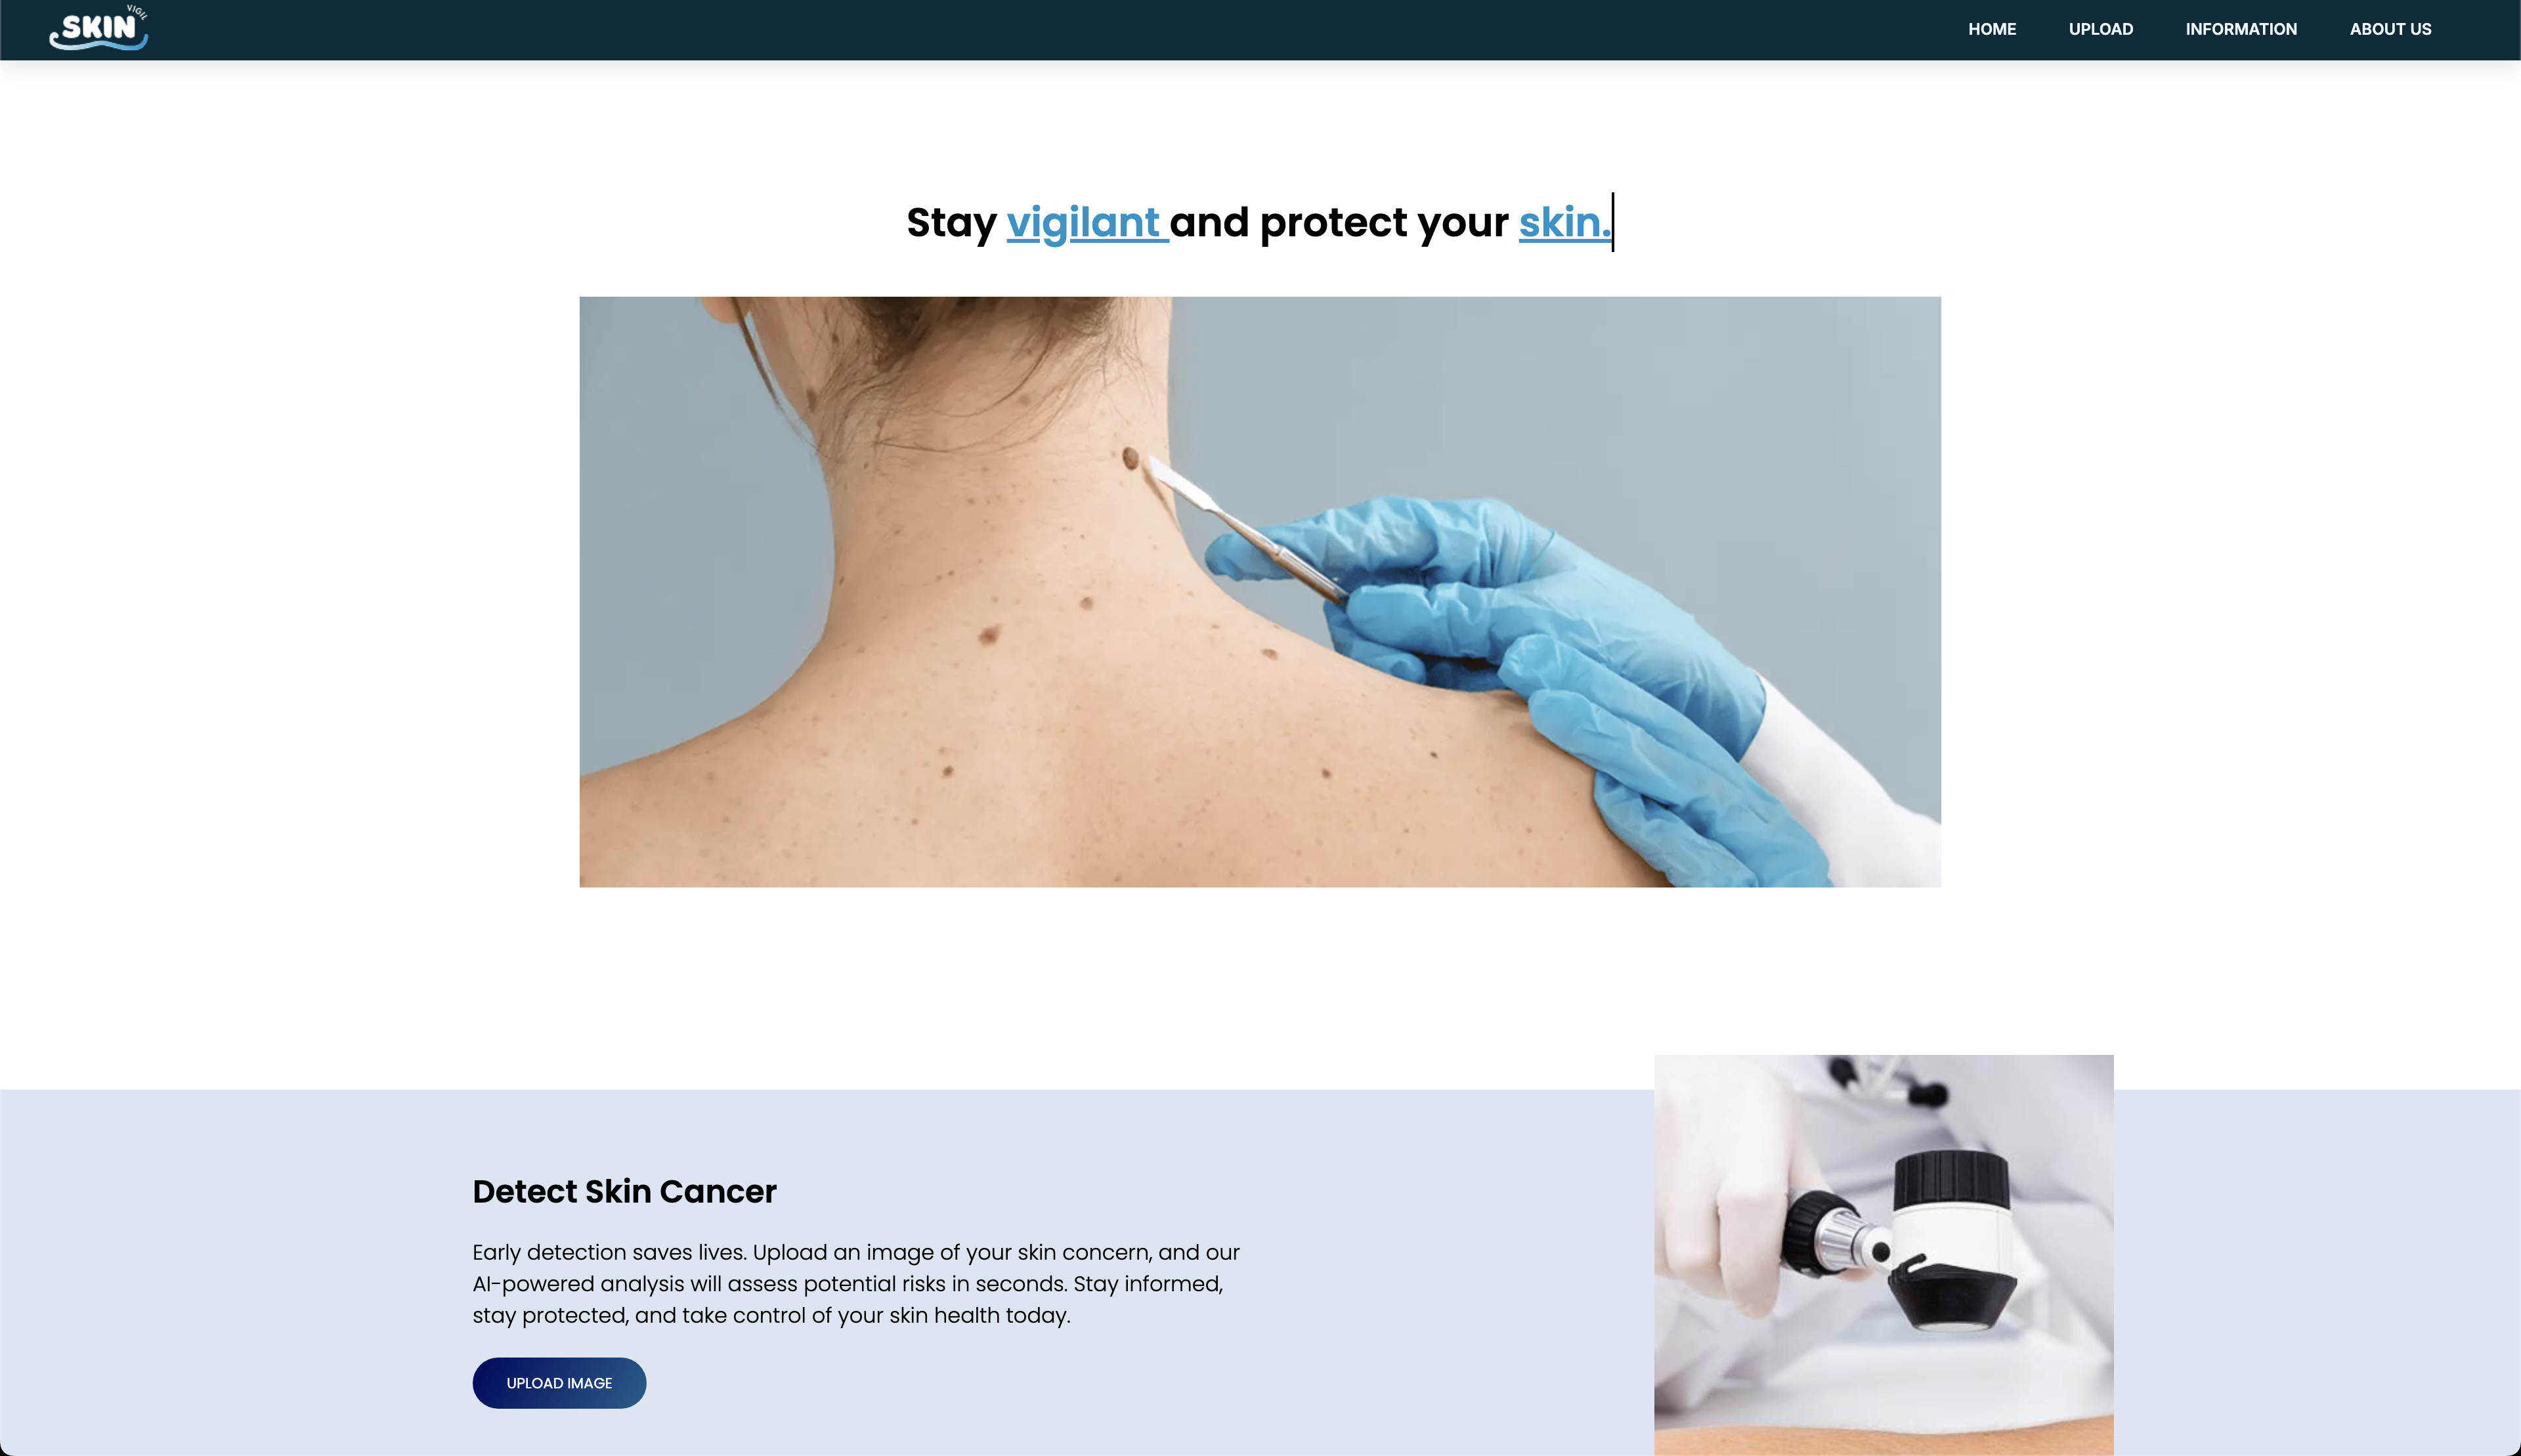 SKIN VIGIL
HOME UPLOAD INFORMATION ABOUT US
Stay vigilant and protect your skin.
Detect Skin Cancer
Early detection saves lives. Upload an image of your skin concern, and our
AI-powered analysis will assess potential risks in seconds. Stay informed,
stay protected, and take control of your skin health today.
UPLOAD IMAGE